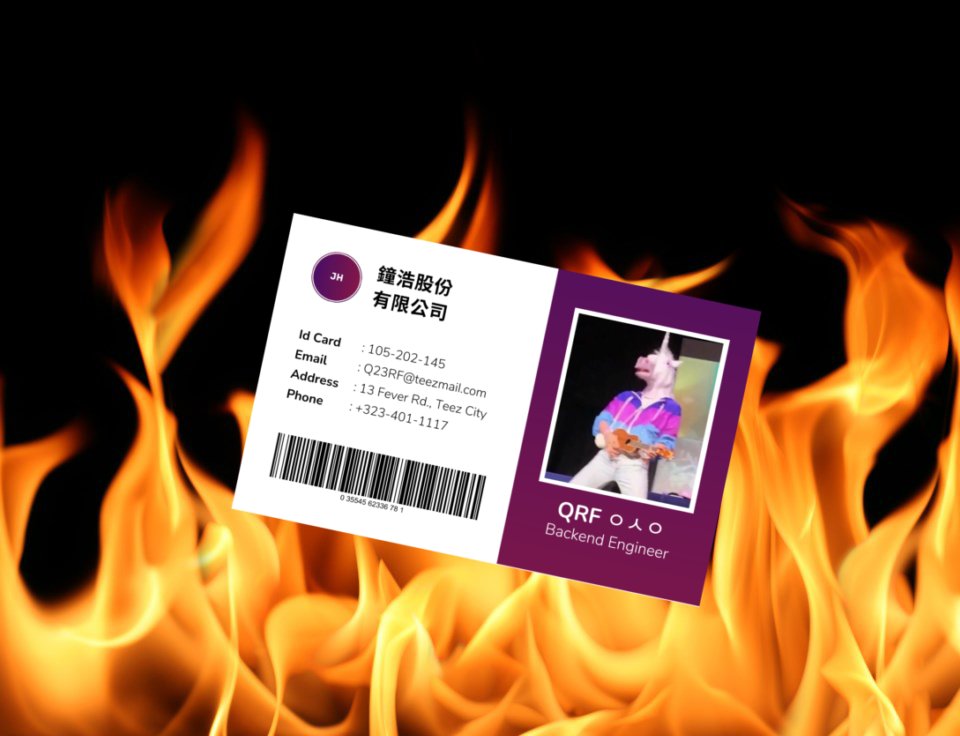 JH
鐘浩股份
有限公司
Id Card : 105-202-145
Email : Q23RF@teezmail.com
Address : 13 Fever Rd., Teez City
Phone : +323-401-1117
0 35545 62336 78 1
QRF ㅇㅅㅇ
Backend Engineer